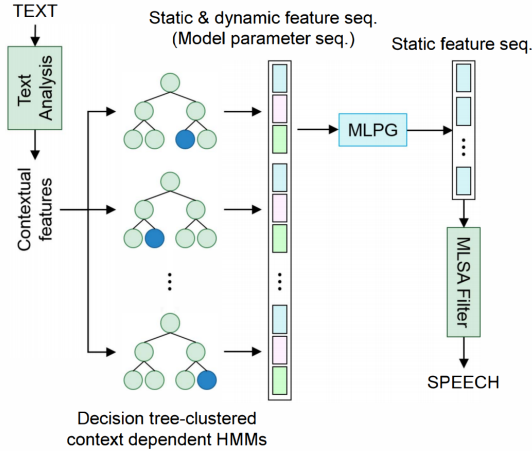 TEXT
Static & dynamic feature seq.
(Model parameter seq.)
Static feature seq.
Text
Analysis
MLPG
Contextual
features
...
...
...
MLSA Filter
SPEECH
Decision tree-clustered
context dependent HMMs